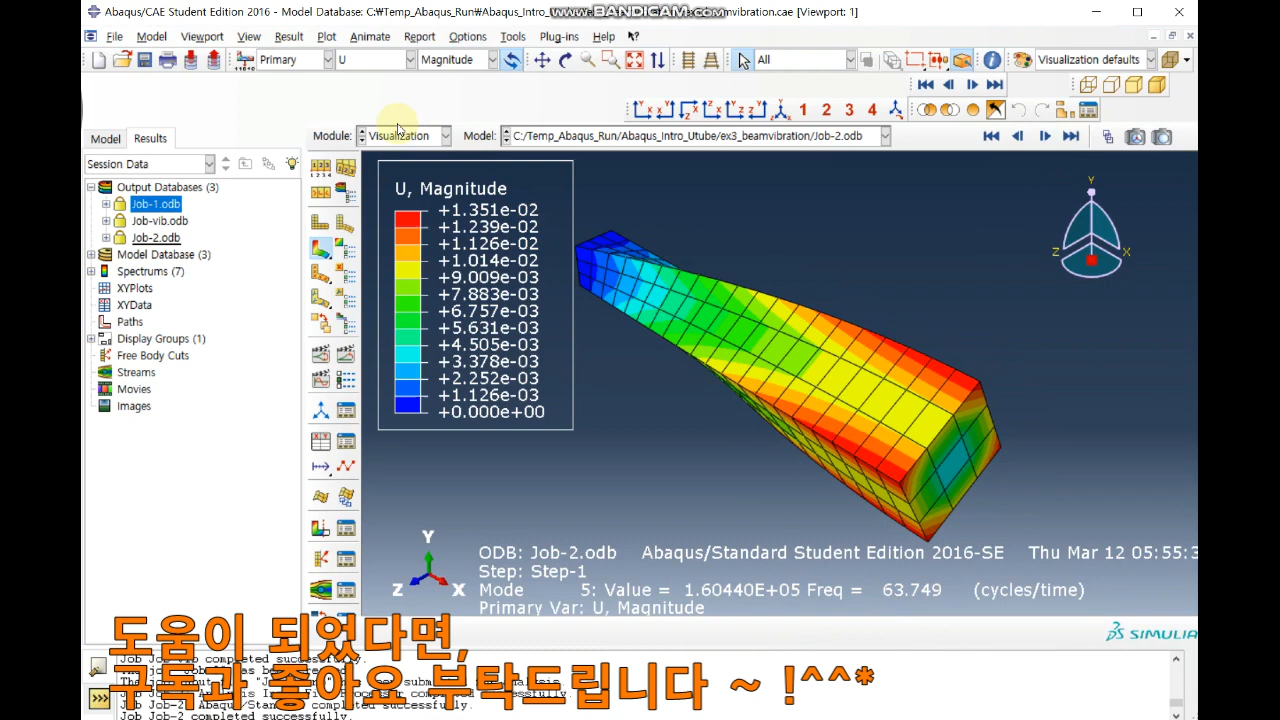 Abaqus/CAE Student Edition 2016 - Model Database: C:₩Temp_Abaqus_Run₩Abaqus_Intro_
www.BANDICAM.com
mvibration.cae [Viewport: 1]
File Model Viewport View Result Plot Animate Report Options Tools Plug-ins Help
Primary U Magnitude All Visualization defaults
1 2 3 4
Model Results
Module: Visualization Model: C:/Temp_Abaqus_Run/Abaqus_Intro_Utube/ex3_beamvibration/Job-2.odb
Session Data
Output Databases (3)
Job-1.odb
Job-vib.odb
Job-2.odb
Model Database (3)
Spectrums (7)
XYPlots
XYData
Paths
Display Groups (1)
Free Body Cuts
Streams
Movies
Images
U, Magnitude
+1.351e-02
+1.239e-02
+1.126e-02
+1.014e-02
+9.009e-03
+7.883e-03
+6.757e-03
+5.631e-03
+4.504e-03
+3.378e-03
+2.252e-03
+1.126e-03
+0.000e+00
Y
Z X
Y
Z X
ODB: Job-2.odb Abaqus/Standard Student Edition 2016-SE Thu Mar 12 05:55:3
Step: Step-1
Mode 5: Value = 1.60440E+05 Freq = 63.749 (cycles/time)
Primary Var: U, Magnitude
SIMULIA
도움이 되었다면,
구독과 좋아요 부탁드립니다 ~ !^^*
Job Job-2 completed successfully.